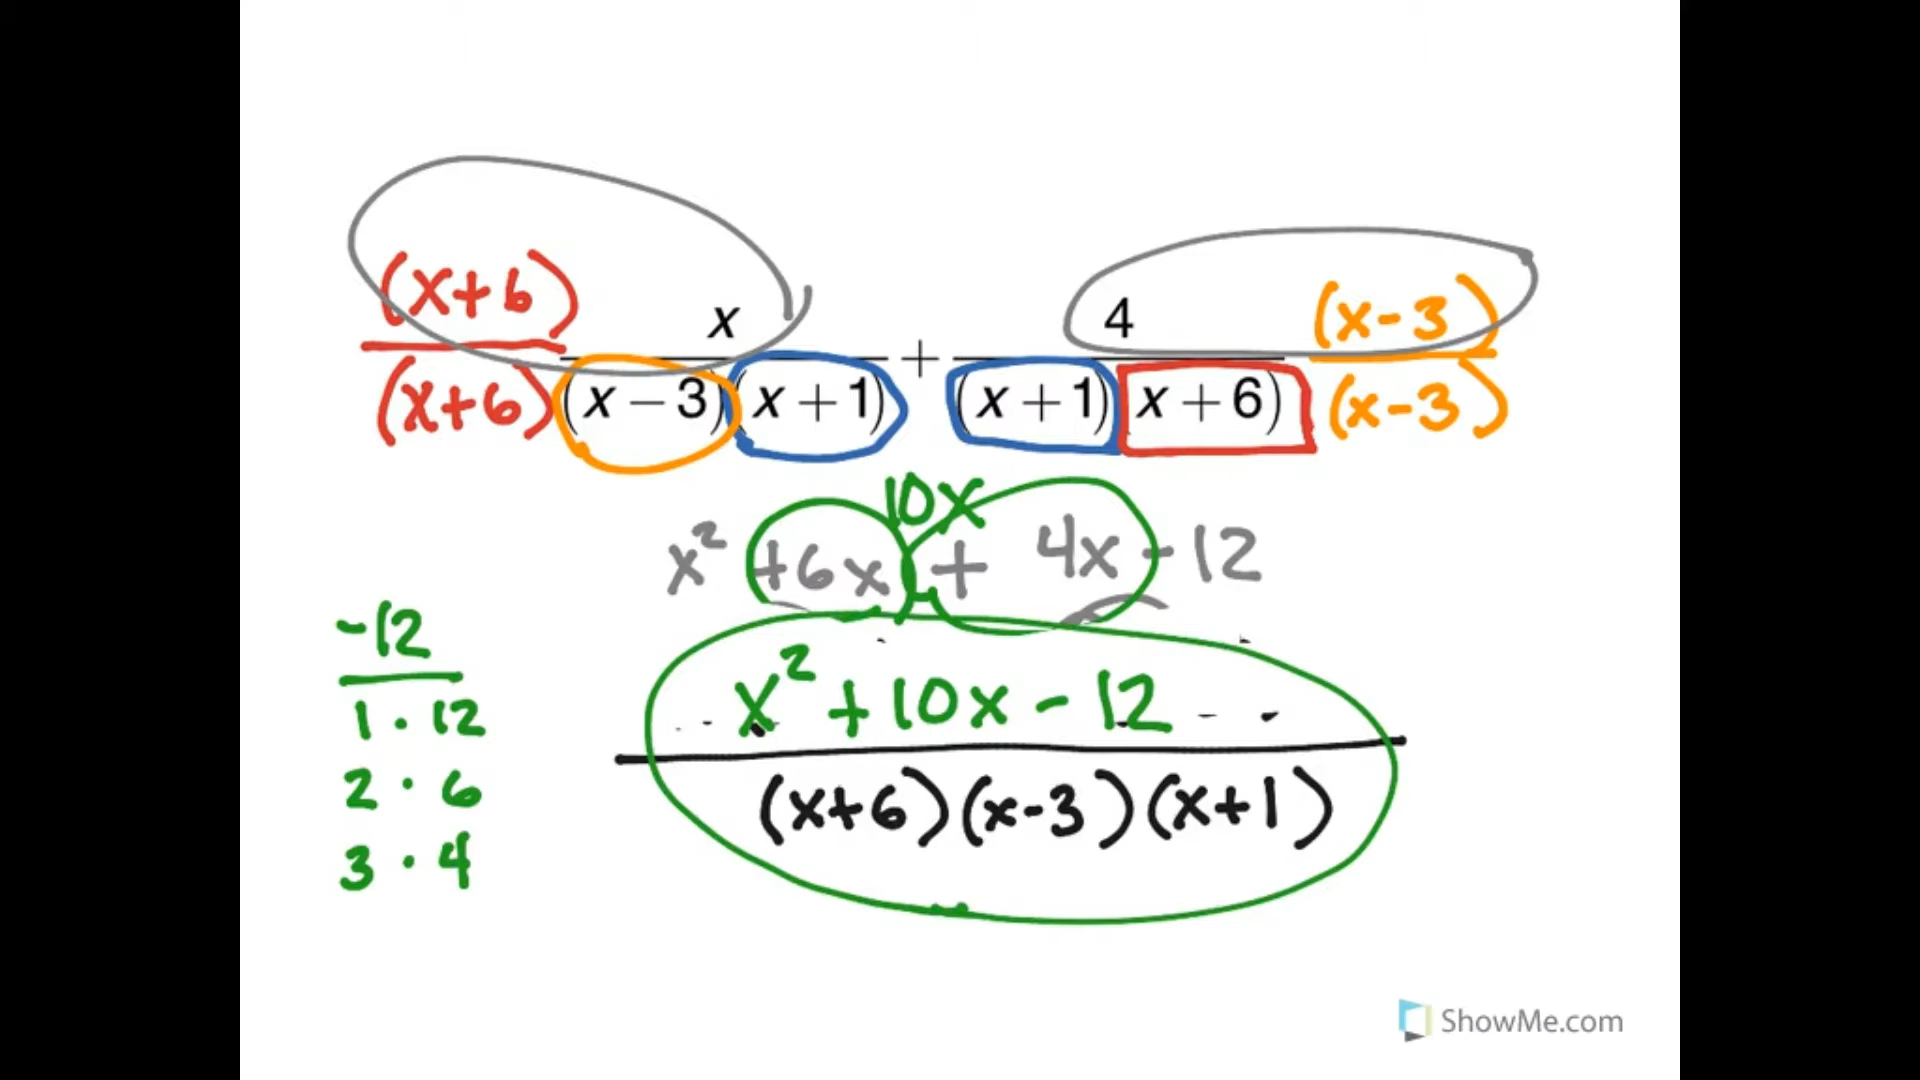 (x+6) x 4 (x-3)
+
(x+6) (x − 3) (x + 1) (x + 1) (x + 6) (x-3)
10x
x² +6x + 4x - 12
-12
x² + 10x - 12
1 · 12
2 · 6
(x+6)(x-3)(x+1)
3 · 4
ShowMe.com